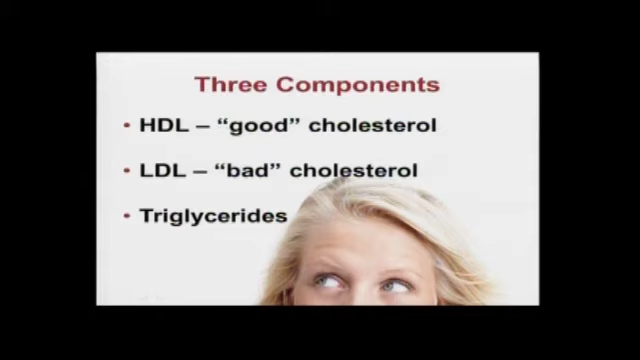 Three Components
• HDL – “good” cholesterol
• LDL – “bad” cholesterol
• Triglycerides